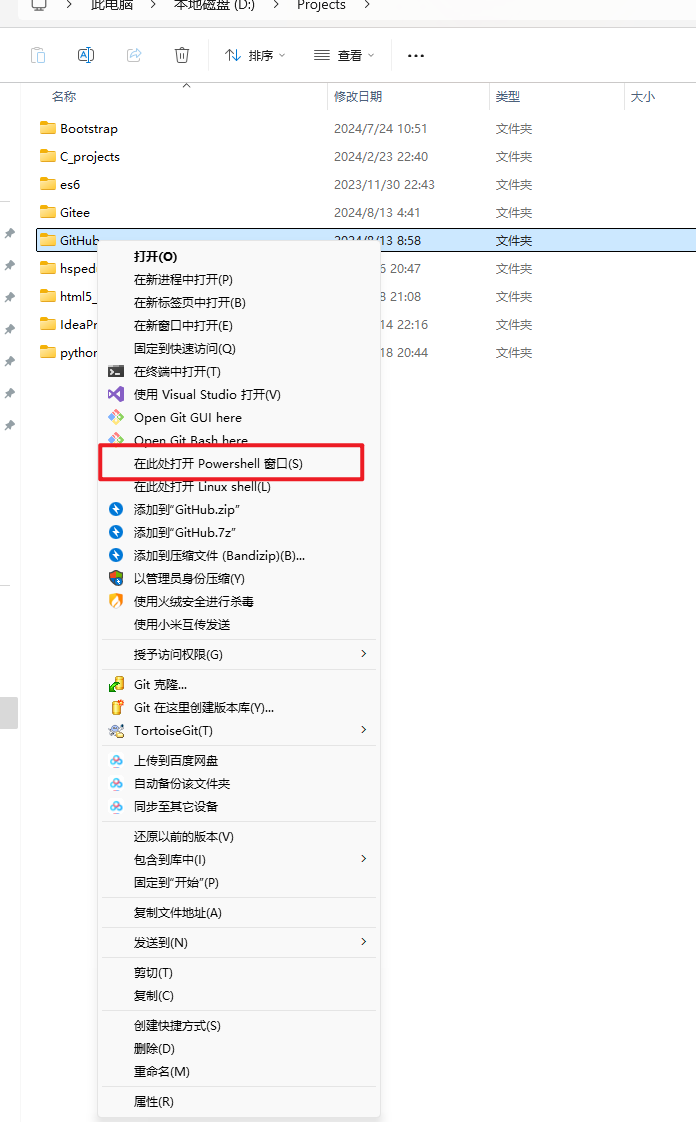 此电脑 > 本地磁盘 (D:) > Projects >
排序 查看 ...
名称 修改日期 类型 大小
Bootstrap 2024/7/24 10:51 文件夹
C_projects 2024/2/23 22:40 文件夹
es6 2023/11/30 22:43 文件夹
Gitee 2024/8/13 4:41 文件夹
GitHub 2024/8/13 8:58 文件夹
hsped 6 20:47 文件夹
html5_ 8 21:08 文件夹
IdeaPr 14 22:16 文件夹
python 18 20:44 文件夹
打开(O)
在新进程中打开(P)
在新标签页中打开(B)
在新窗口中打开(E)
固定到快速访问(Q)
在终端中打开(T)
使用 Visual Studio 打开(V)
Open Git GUI here
Open Git Bash here
在此处打开 Powershell 窗口(S)
在此处打开 Linux shell(L)
添加到“GitHub.zip”
添加到“GitHub.7z”
添加到压缩文件 (Bandizip)(B)...
以管理员身份压缩(Y)
使用火绒安全进行杀毒
使用小米互传发送
授予访问权限(G)
Git 克隆...
Git 在这里创建版本库(Y)...
TortoiseGit(T)
上传到百度网盘
自动备份该文件夹
同步至其它设备
还原以前的版本(V)
包含到库中(I)
固定到“开始”(P)
复制文件地址(A)
发送到(N)
剪切(T)
复制(C)
创建快捷方式(S)
删除(D)
重命名(M)
属性(R)